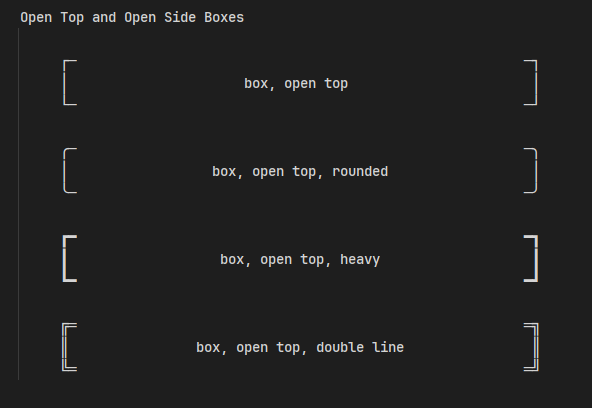 Open Top and Open Side Boxes
box, open top
box, open top, rounded
box, open top, heavy
box, open top, double line